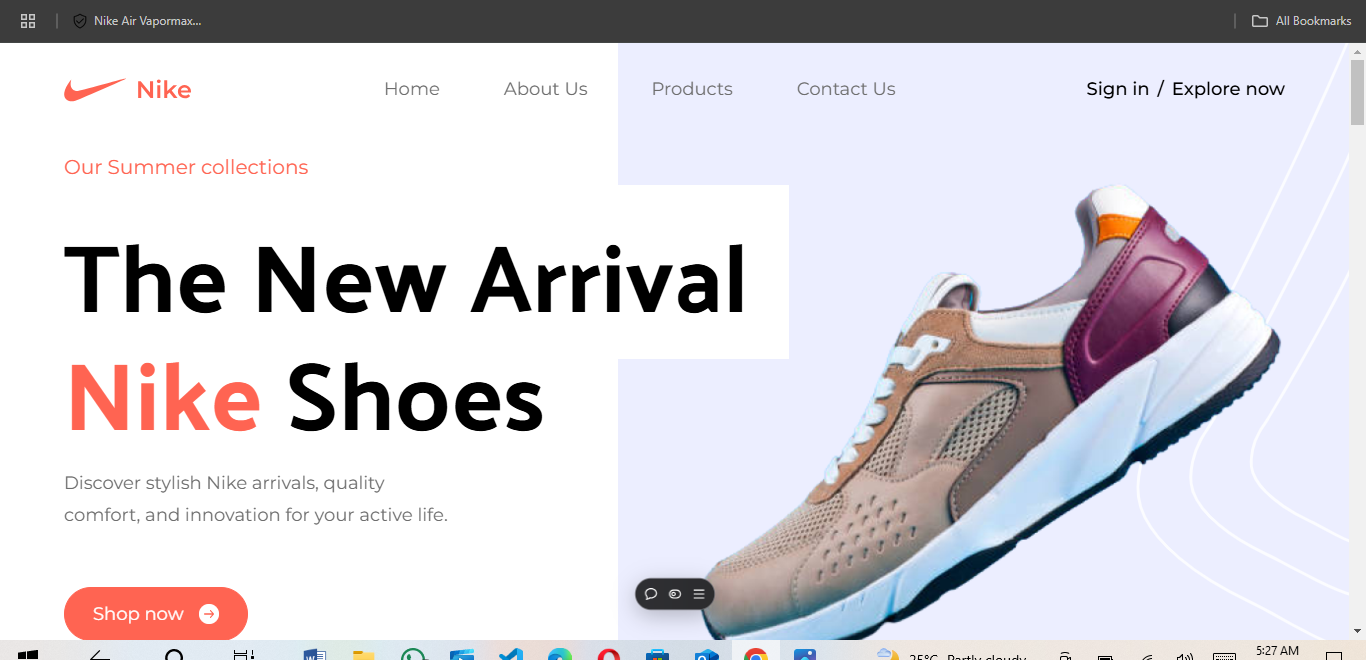 Nike Air Vapormax...
All Bookmarks
Nike
Home
About Us
Products
Contact Us
Sign in / Explore now
Our Summer collections
The New Arrival
Nike Shoes
Discover stylish Nike arrivals, quality
comfort, and innovation for your active life.
Shop now
25°C Partly cloudy
5:27 AM